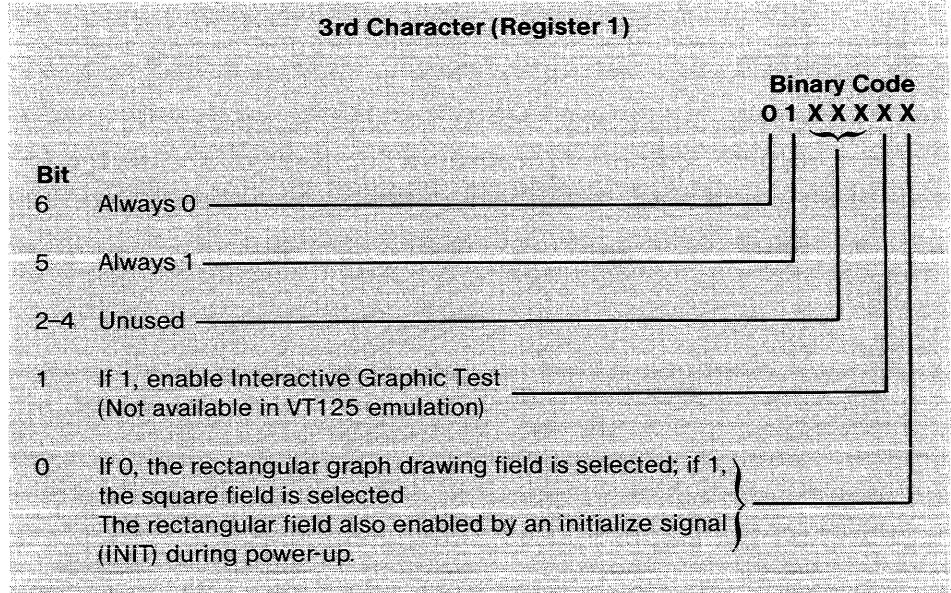 3rd Character (Register 1)
Binary Code
0 1 X X X X X
Bit
6 Always 0
5 Always 1
2–4 Unused
1 If 1, enable Interactive Graphic Test
(Not available in VT125 emulation)
0 If 0, the rectangular graph drawing field is selected; if 1,
the square field is selected
The rectangular field also enabled by an initialize signal
(INIT) during power-up.